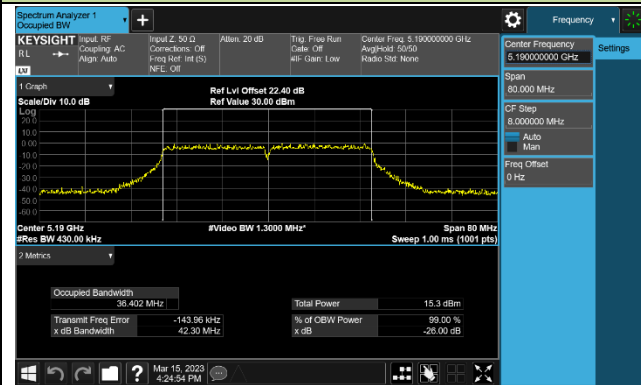 Spectrum Analyzer 1
Occupied BW
Frequency
KEYSIGHT
RL
LXI
Input: RF
Coupling: AC
Align: Auto
Input Z: 50 Ω
Corrections: Off
Freq Ref: Int (S)
NFE: Off
Atten: 20 dB
Trig: Free Run
Gate: Off
#IF Gain: Low
Center Freq: 5.190000000 GHz
Avg|Hold: 50/50
Radio Std: None
Center Frequency
5.190000000 GHz
Settings
Span
80.000 MHz
CF Step
8.000000 MHz
Auto
Man
Freq Offset
0 Hz
1 Graph
Scale/Div 10.0 dB
Ref Lvl Offset 22.40 dB
Ref Value 30.00 dBm
Log
20.0
10.0
0.00
-10.0
-20.0
-30.0
-40.0
-50.0
-60.0
Center 5.19 GHz
#Video BW 1.3000 MHz*
Span 80 MHz
#Res BW 430.00 kHz
Sweep 1.00 ms (1001 pts)
2 Metrics
Occupied Bandwidth
36.402 MHz
Total Power 15.3 dBm
Transmit Freq Error -143.96 kHz
% of OBW Power 99.00 %
x dB Bandwidth 42.30 MHz
x dB -26.00 dB
?
Mar 15, 2023
4:24:54 PM